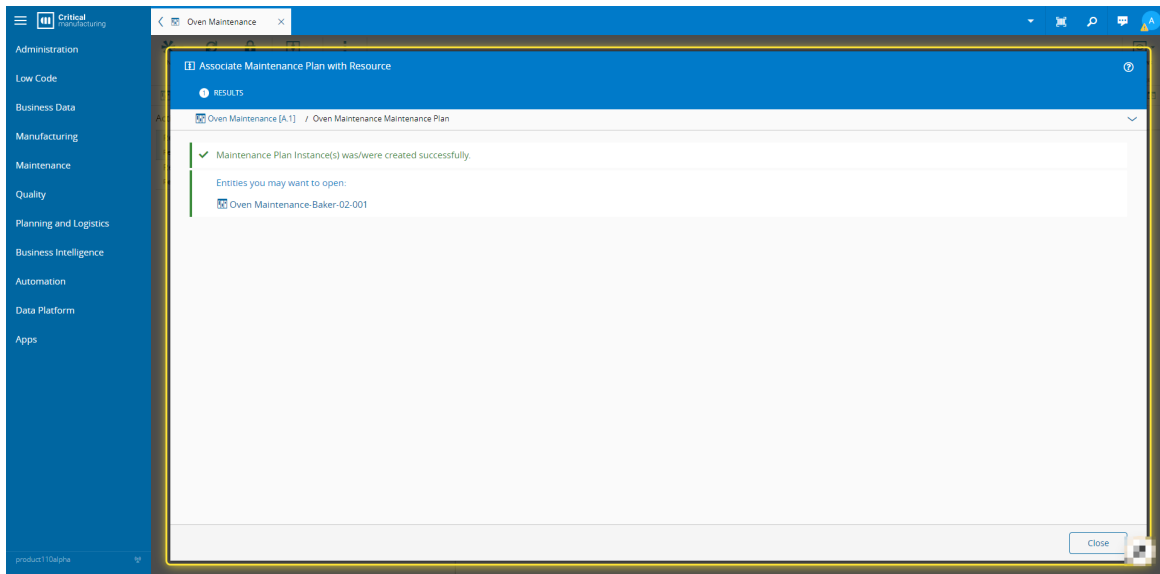 Critical
manufacturing
Oven Maintenance
A
Administration
Low Code
Business Data
Manufacturing
Maintenance
Quality
Planning and Logistics
Business Intelligence
Automation
Data Platform
Apps
product110alpha
Associate Maintenance Plan with Resource
1 RESULTS
Oven Maintenance [A.1] / Oven Maintenance Maintenance Plan
Maintenance Plan Instance(s) was/were created successfully.
Entities you may want to open:
Oven Maintenance-Baker-02-001
Close